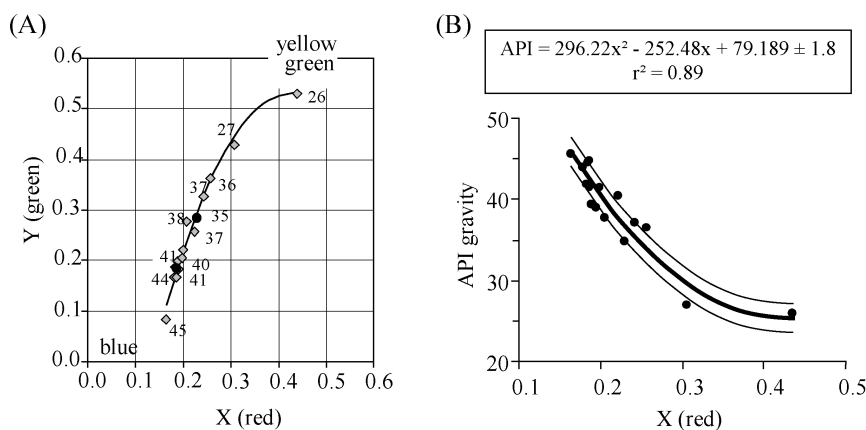 (A)
yellow
green
0.6
0.5
0.4
0.3
0.2
0.1
0.0
Y (green)
26
27
37
36
38
35
37
41
40
44
41
45
blue
0.0 0.1 0.2 0.3 0.4 0.5 0.6
X (red)
(B)
API = 296.22x² - 252.48x + 79.189 ± 1.8
r² = 0.89
50
40
30
20
API gravity
0.1 0.2 0.3 0.4 0.5
X (red)